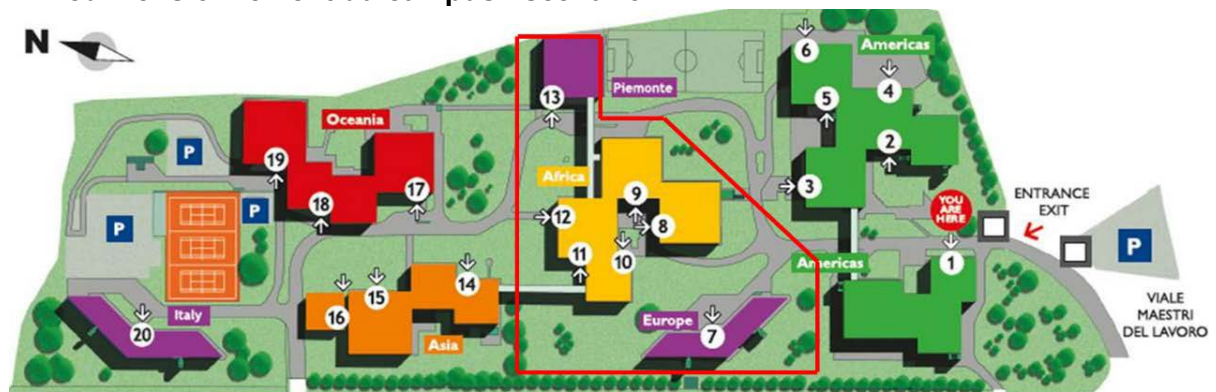 N
6
Americas
4
13
Piemonte
5
Oceania
P
2
19
Africa
3
17
9
YOU
ARE
HERE
ENTRANCE
EXIT
18
12
8
P
P
10
11
Americas
1
P
14
15
16
Italy
Europe
7
20
Asia
VIALE
MAESTRI
DEL LAVORO